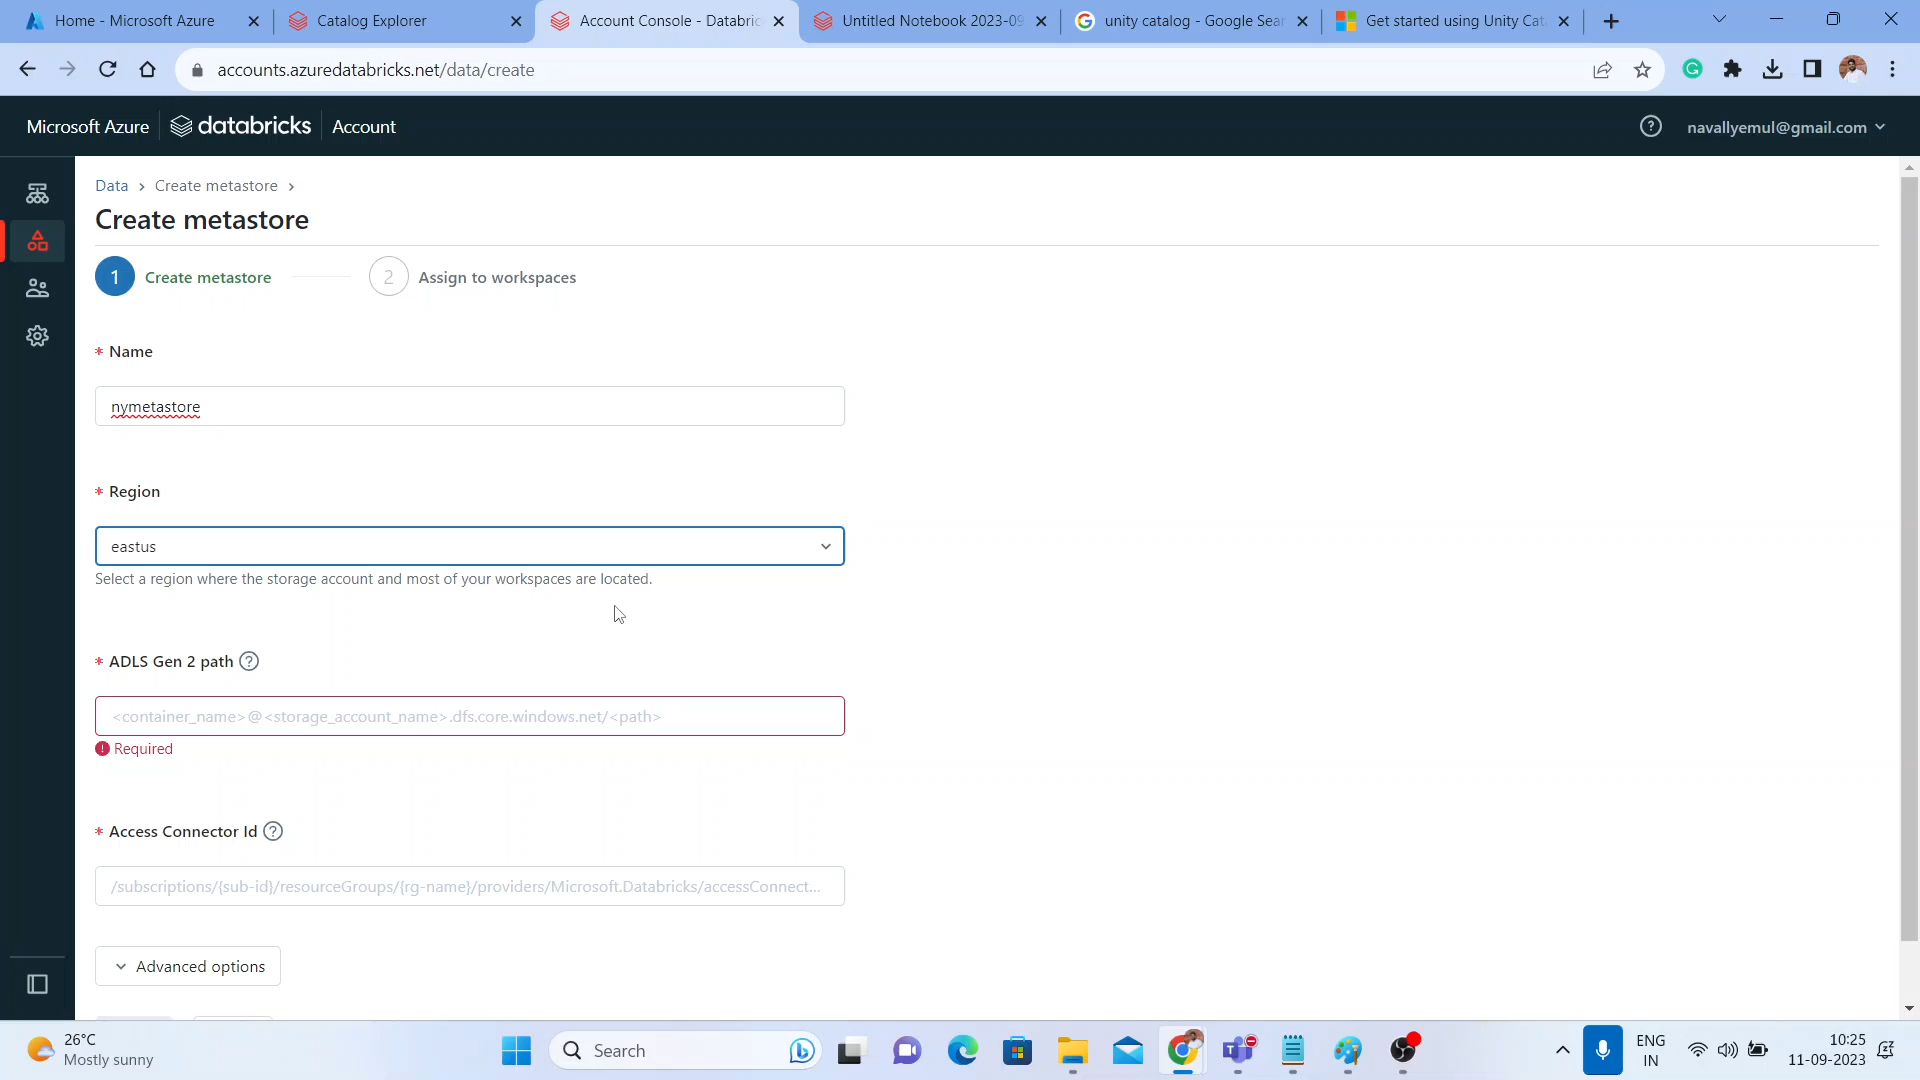 Home - Microsoft Azure
Catalog Explorer
Account Console - Databric
Untitled Notebook 2023-09
unity catalog - Google Sear
Get started using Unity Cat
accounts.azuredatabricks.net/data/create
Microsoft Azure databricks Account
navallyemul@gmail.com
Data > Create metastore >
Create metastore
1 Create metastore 2 Assign to workspaces
* Name
nymetastore
* Region
eastus
Select a region where the storage account and most of your workspaces are located.
* ADLS Gen 2 path ?
<container_name>@<storage_account_name>.dfs.core.windows.net/<path>
Required
* Access Connector Id ?
/subscriptions/{sub-id}/resourceGroups/{rg-name}/providers/Microsoft.Databricks/accessConnect...
Advanced options
26°C
Mostly sunny
Search
ENG
IN
10:25
11-09-2023